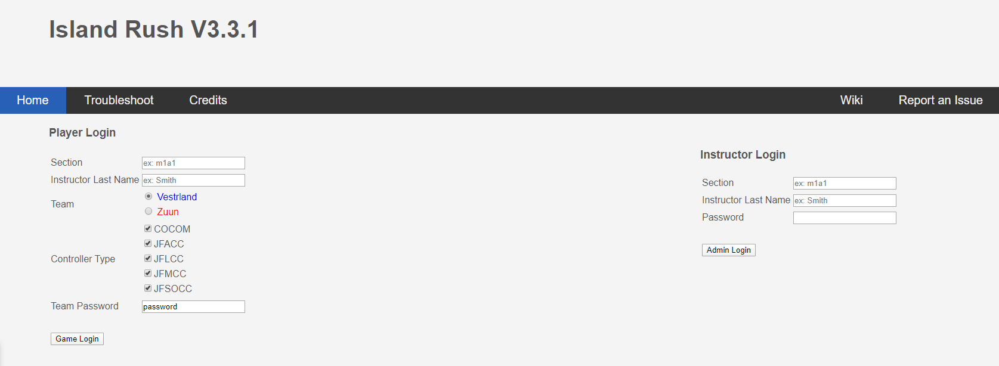 Island Rush V3.3.1
Home Troubleshoot Credits Wiki Report an Issue
Player Login
Section ex: m1a1
Instructor Last Name ex: Smith
Team
Vestrland
Zuun
Controller Type
COCOM
JFACC
JFLCC
JFMCC
JFSOCC
Team Password password
Game Login
Instructor Login
Section ex: m1a1
Instructor Last Name ex: Smith
Password
Admin Login